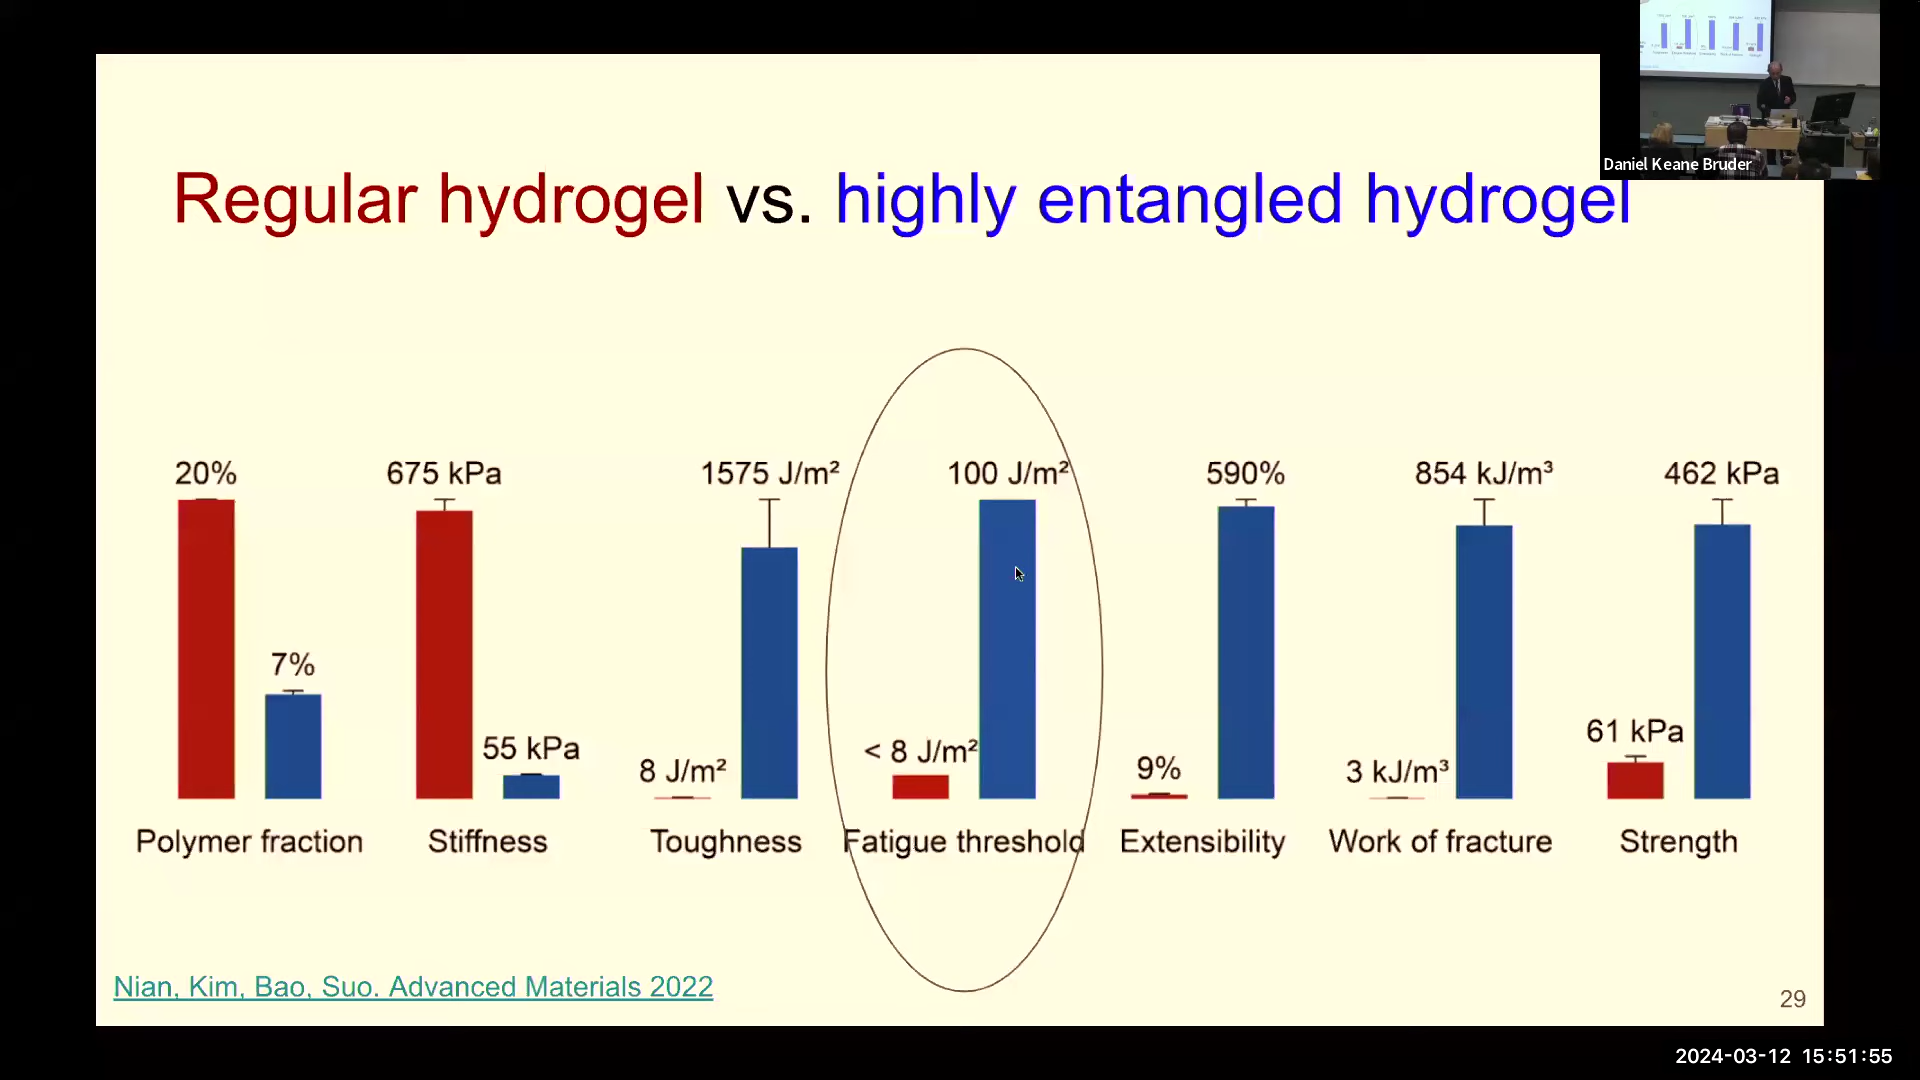 Daniel Keane Bruder
Regular hydrogel vs. highly entangled hydrogel
20%
7%
Polymer fraction
675 kPa
55 kPa
Stiffness
8 J/m²
1575 J/m²
Toughness
< 8 J/m²
100 J/m²
Fatigue threshold
9%
590%
Extensibility
3 kJ/m³
854 kJ/m³
Work of fracture
61 kPa
462 kPa
Strength
Nian, Kim, Bao, Suo. Advanced Materials 2022
29
2024-03-12 15:51:55